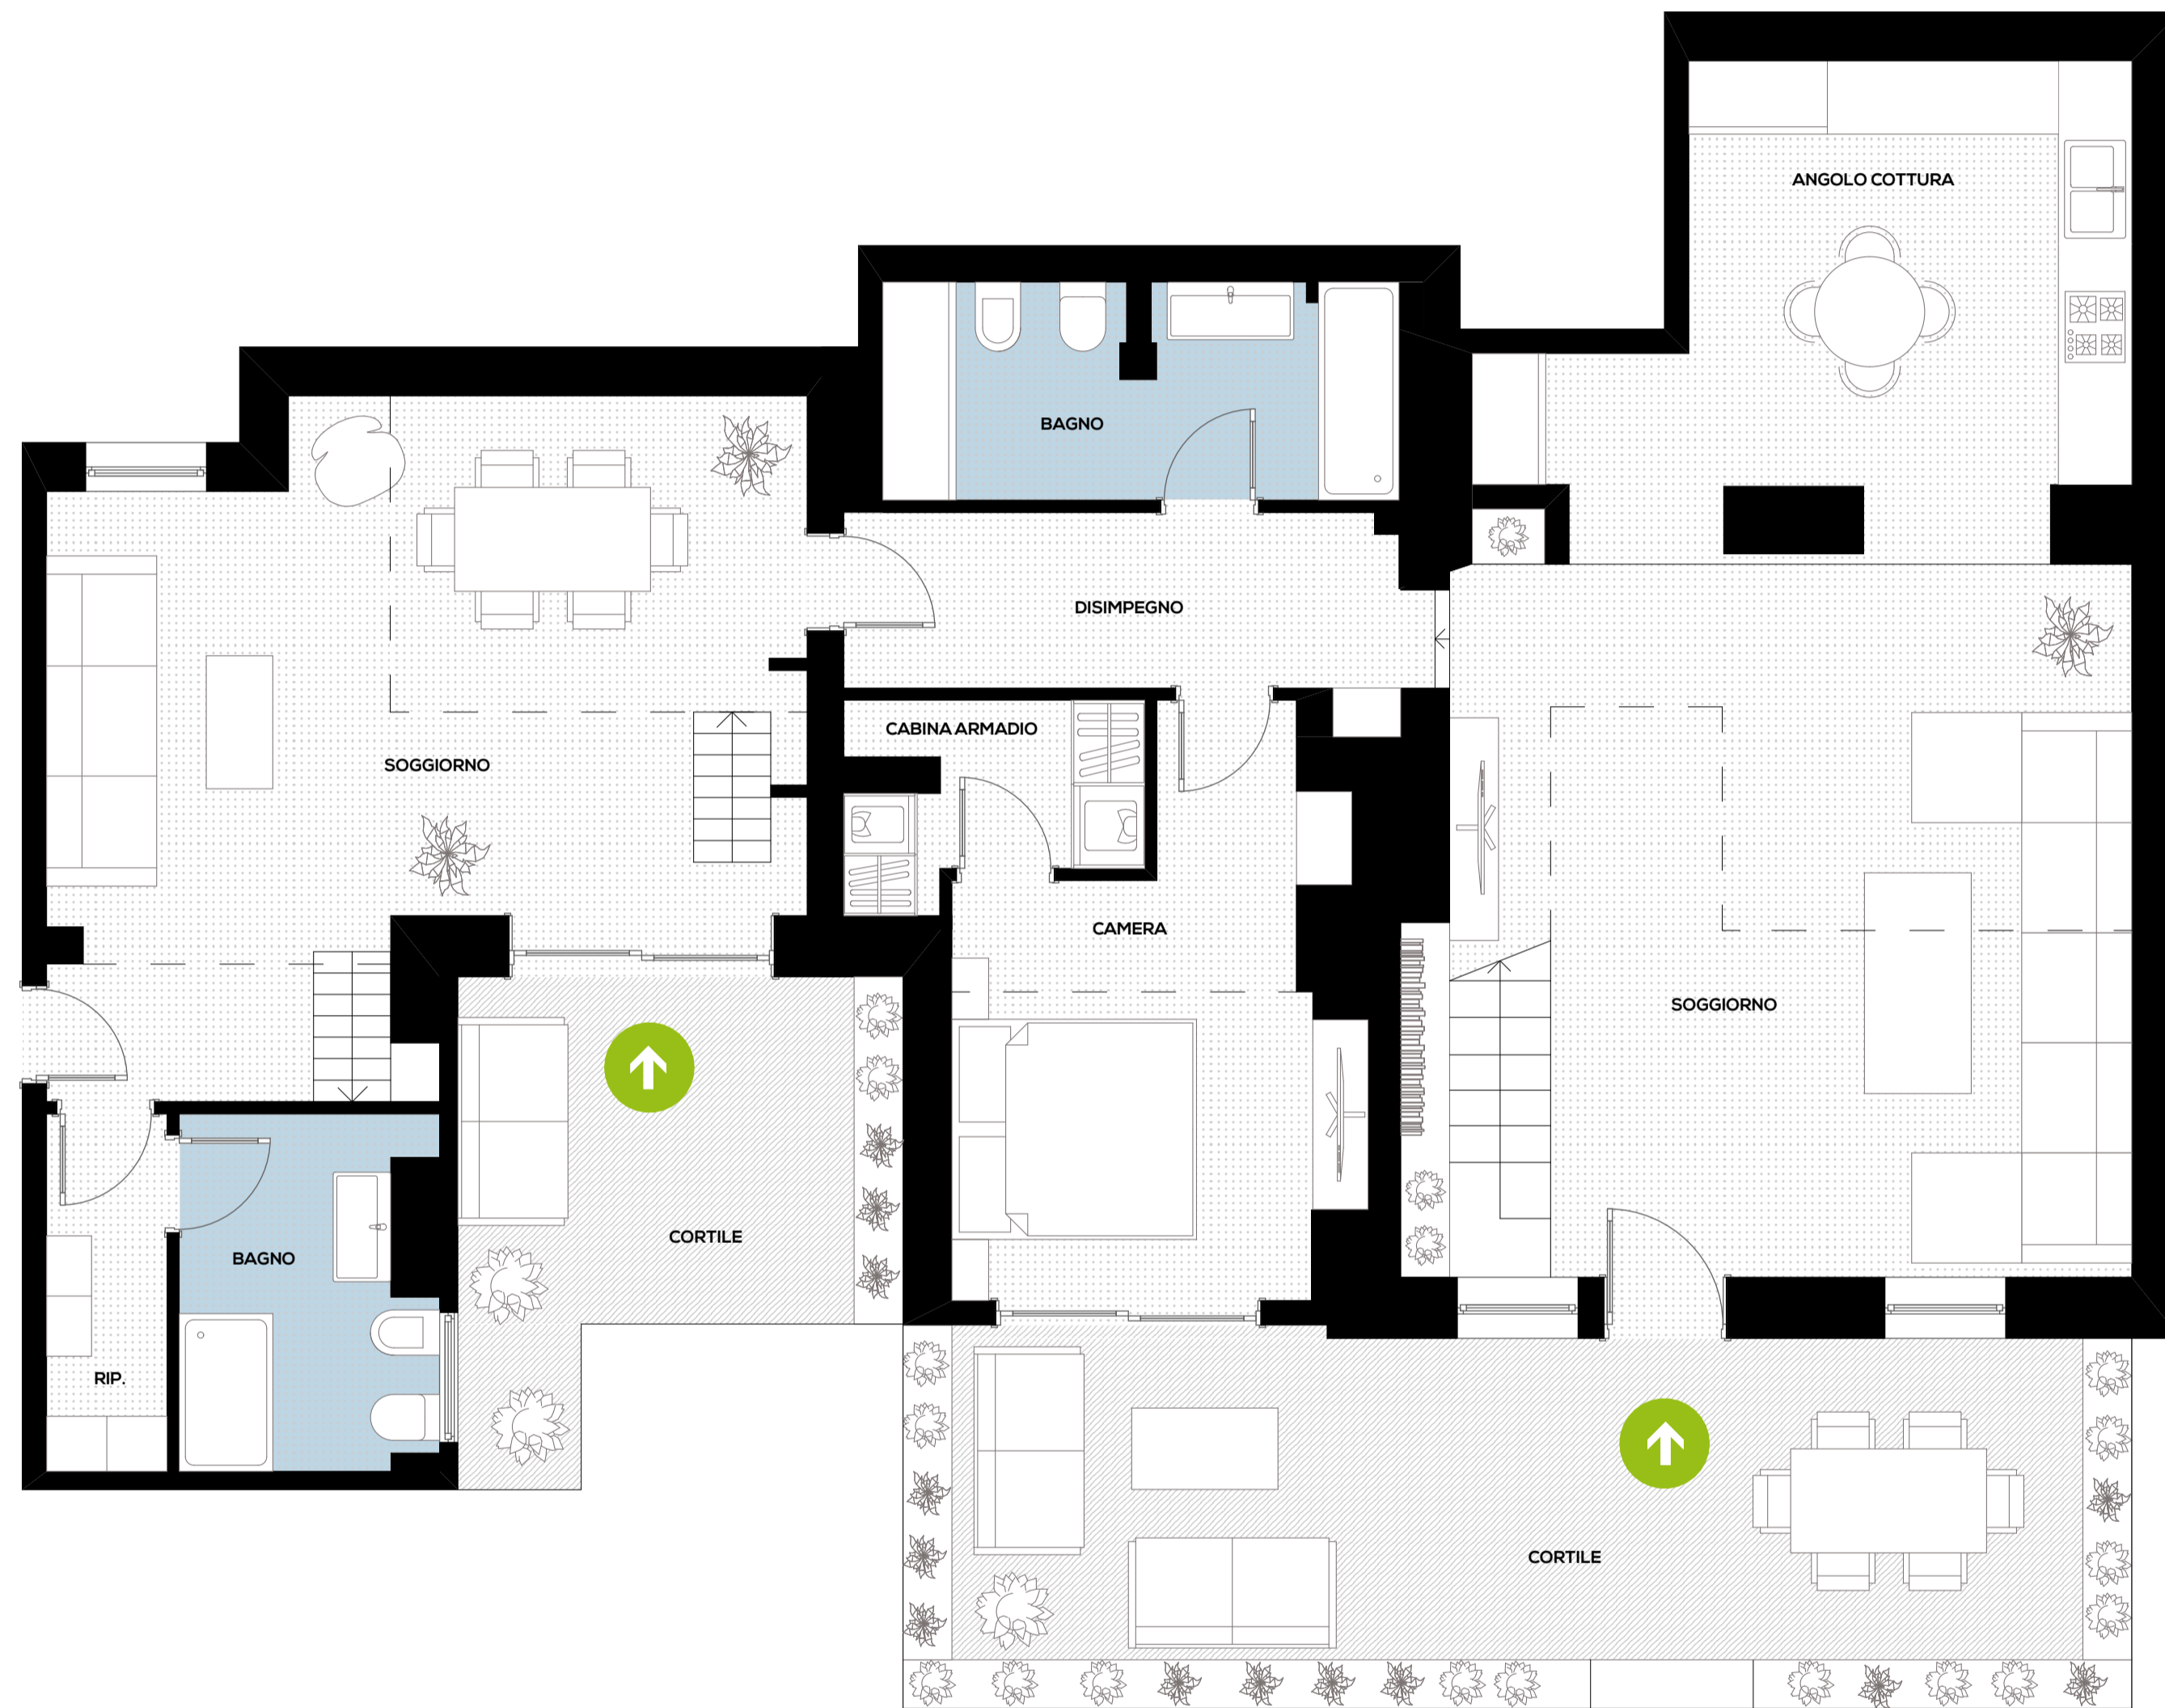 ANGOLO COTTURA
BAGNO
DISIMPEGNO
CABINA ARMADIO
SOGGIORNO
CAMERA
SOGGIORNO
CORTILE
BAGNO
RIP.
CORTILE